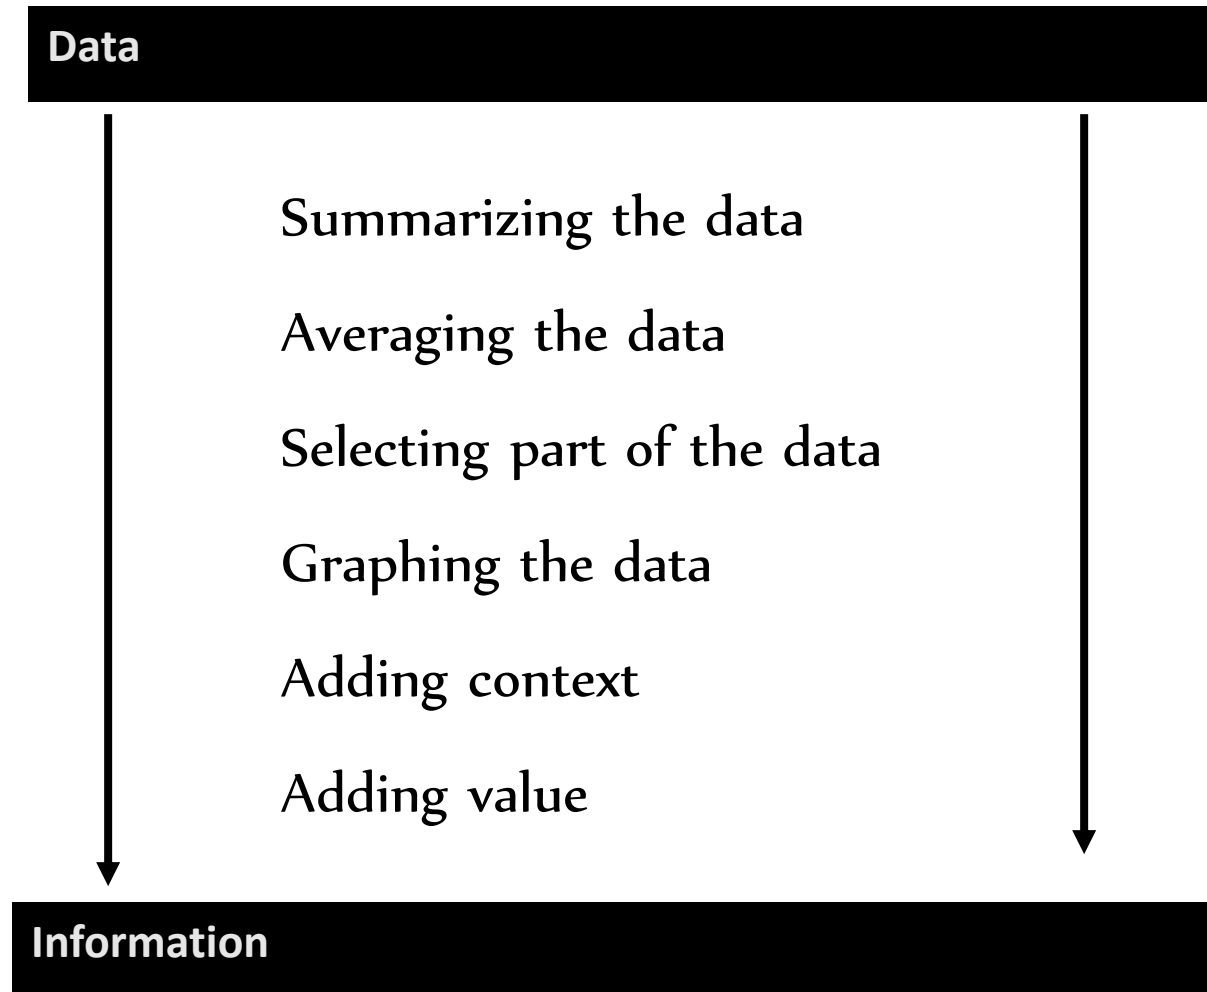 Data
Summarizing the data
Averaging the data
Selecting part of the data
Graphing the data
Adding context
Adding value
Information